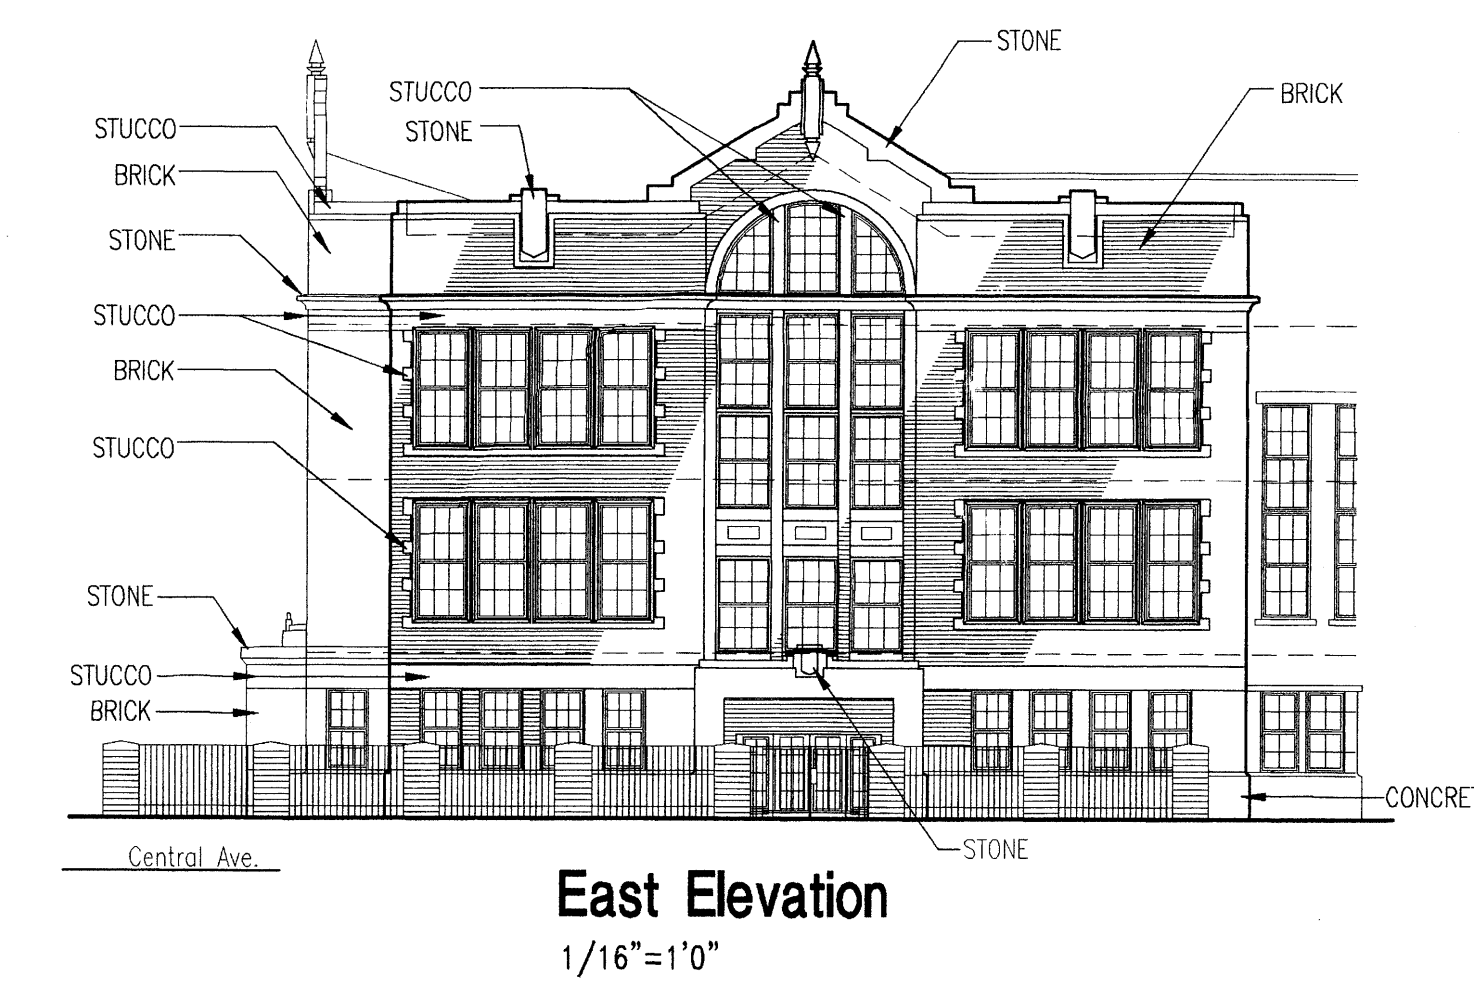 STONE
STUCCO
BRICK
STUCCO
STONE
BRICK
STONE
STUCCO
BRICK
STUCCO
STONE
STUCCO
BRICK
CONCRET
STONE
Central Ave.
East Elevation
1/16"=1'0"